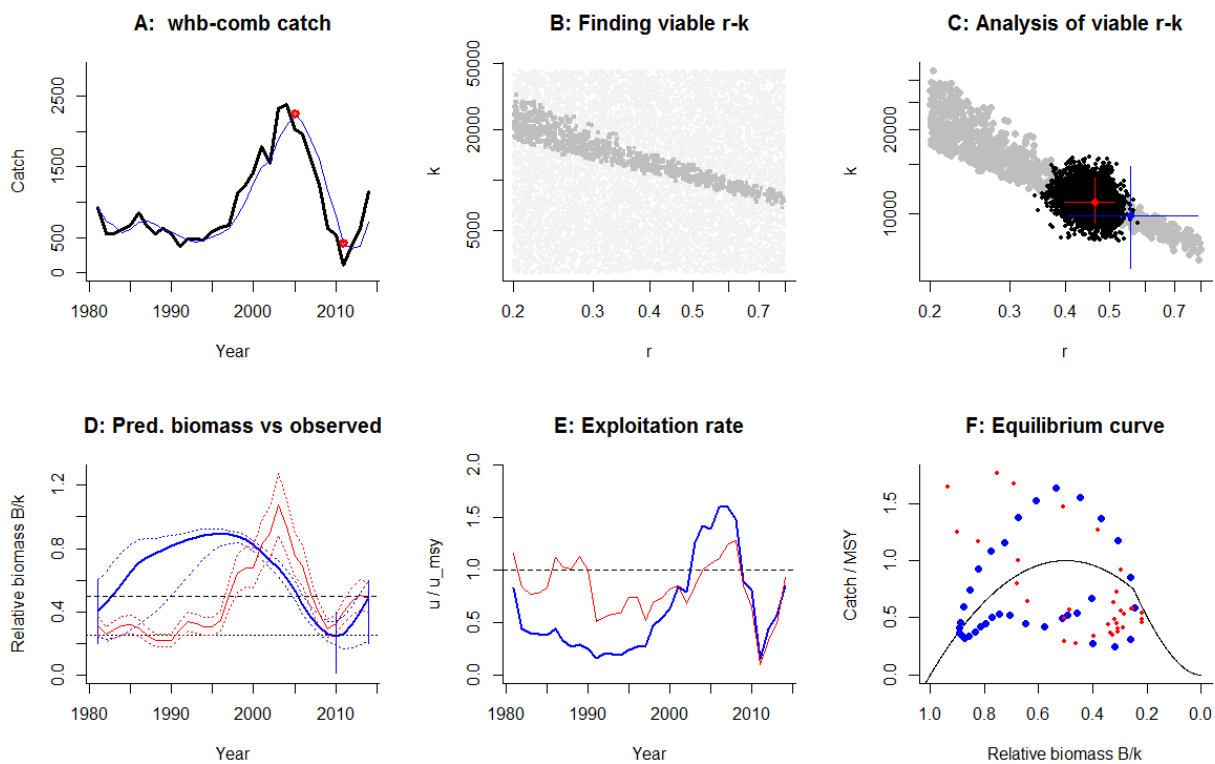 A:  whb-comb catch
Catch
0 500 1500 2500
1980 1990 2000 2010
Year
B: Finding viable r-k
k
5000 20000 50000
0.2 0.3 0.4 0.5 0.7
r
C: Analysis of viable r-k
k
10000 20000
0.2 0.3 0.4 0.5 0.7
r
D: Pred. biomass vs observed
Relative biomass B/k
0.0 0.4 0.8 1.2
1980 1990 2000 2010
Year
E: Exploitation rate
u / u_msy
0.0 0.5 1.0 1.5 2.0
1980 1990 2000 2010
Year
F: Equilibrium curve
Catch / MSY
0.0 0.5 1.0 1.5
1.0 0.8 0.6 0.4 0.2 0.0
Relative biomass B/k